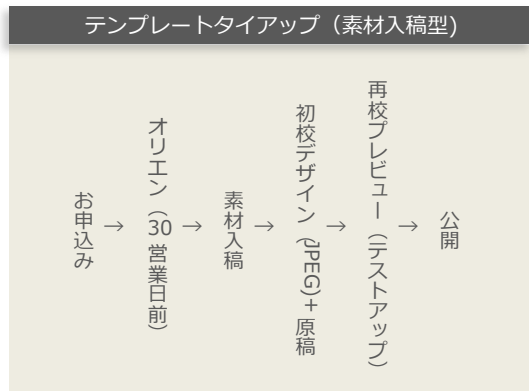 テンプレートタイアップ（素材入稿型)
お申込み
→
オリエン（30営業日前）
→
素材入稿
→
初校デザイン（JPEG)＋原稿
→
再校プレビュー（テストアップ）
→
公開